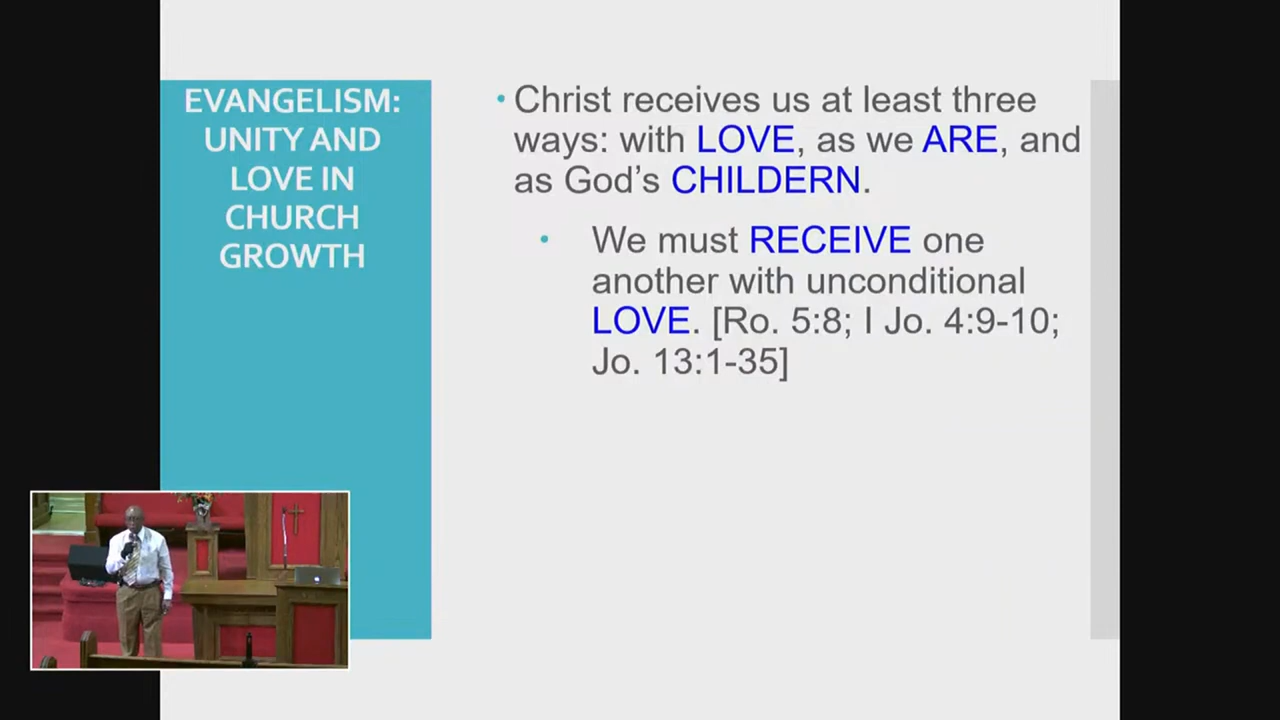 EVANGELISM:
UNITY AND
LOVE IN
CHURCH
GROWTH
• Christ receives us at least three
ways: with LOVE, as we ARE, and
as God’s CHILDERN.
• We must RECEIVE one
another with unconditional
LOVE. [Ro. 5:8; I Jo. 4:9-10;
Jo. 13:1-35]